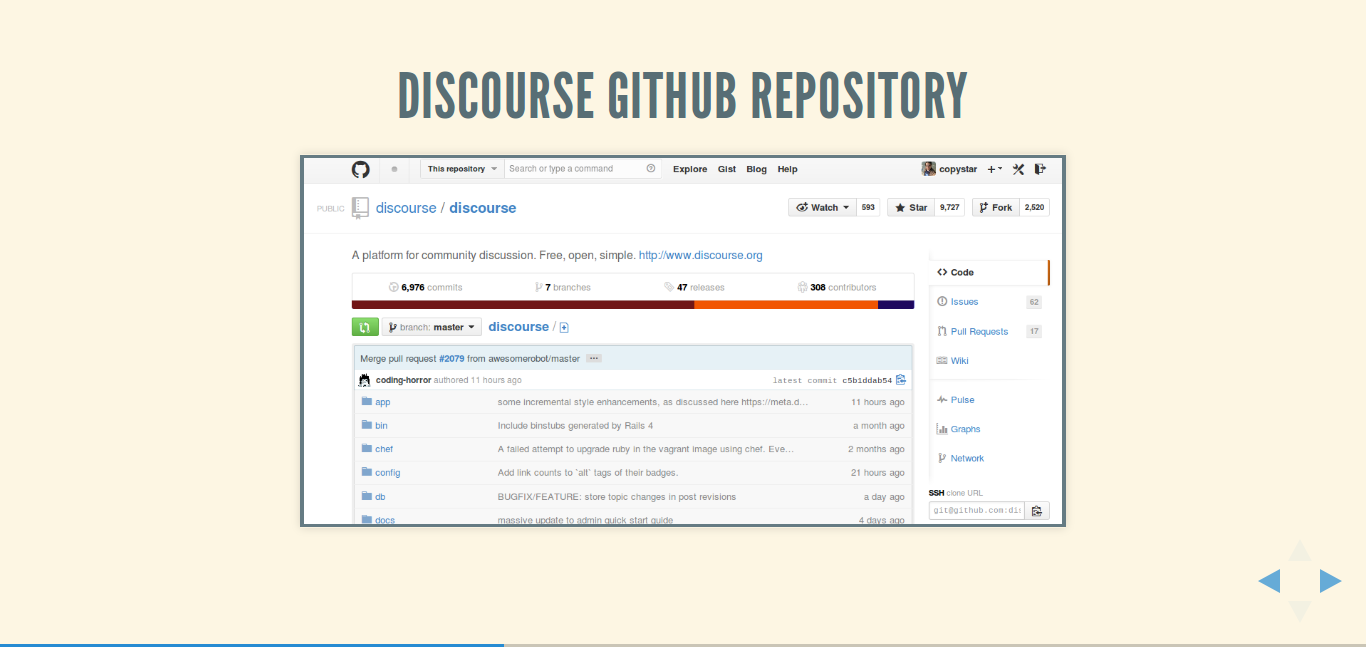 DISCOURSE GITHUB REPOSITORY
This repository Search or type a command Explore Gist Blog Help copystar
PUBLIC discourse / discourse Watch 593 Star 9,727 Fork 2,520
A platform for community discussion. Free, open, simple. http://www.discourse.org
6,976 commits 7 branches 47 releases 308 contributors
branch: master discourse /
Merge pull request #2079 from awesomerobot/master ...
coding-horror authored 11 hours ago latest commit c5b1ddab54
app some incremental style enhancements, as discussed here https://meta.d... 11 hours ago
bin Include binstubs generated by Rails 4 a month ago
chef A failed attempt to upgrade ruby in the vagrant image using chef. Eve... 2 months ago
config Add link counts to `alt` tags of their badges. 21 hours ago
db BUGFIX/FEATURE: store topic changes in post revisions a day ago
docs massive update to admin quick start guide 4 days ago
Code
Issues 62
Pull Requests 17
Wiki
Pulse
Graphs
Network
SSH clone URL
git@github.com:dis